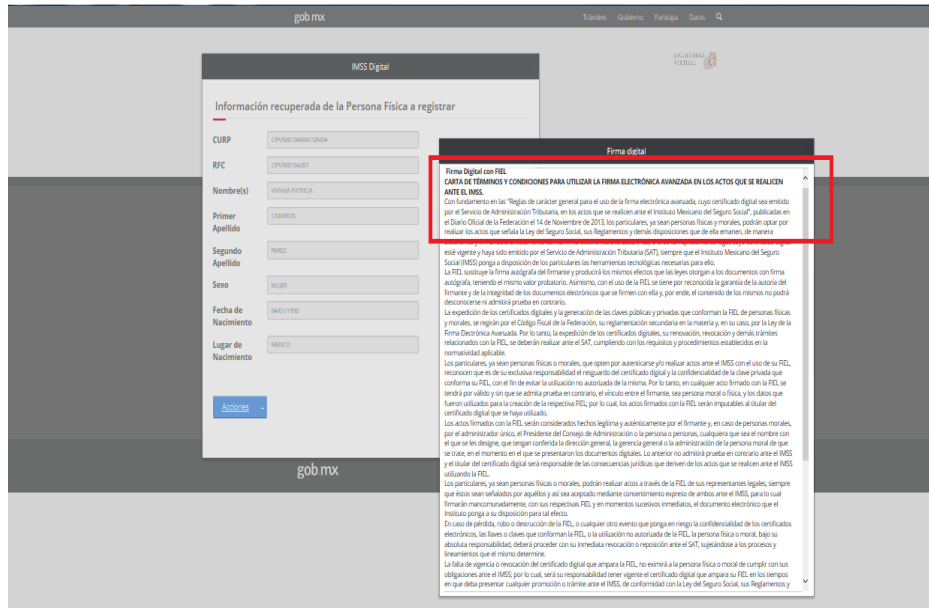 gob mx
Trámites Gobierno Participa Datos
ESCRITORIO
VIRTUAL
IMSS Digital
Información recuperada de la Persona Física a registrar
CURP
RFC
Nombre(s) VIVIANA PATRICIA
Primer
Apellido
CISNEROS
Segundo
Apellido
PEREZ
Sexo MUJER
Fecha de
Nacimiento
04/01/1990
Lugar de
Nacimiento
MEXICO
Acciones
gob mx
Firma digital
Firma Digital con FIEL
CARTA DE TÉRMINOS Y CONDICIONES PARA UTILIZAR LA FIRMA ELECTRÓNICA AVANZADA EN LOS ACTOS QUE SE REALICEN
ANTE EL IMSS.
Con fundamento en las "Reglas de carácter general para el uso de la firma electrónica avanzada, cuyo certificado digital sea emitido
por el Servicio de Administración Tributaria, en los actos que se realicen ante el Instituto Mexicano del Seguro Social", publicadas en
el Diario Oficial de la Federación el 14 de Noviembre de 2013, los particulares, ya sean personas físicas y morales, podrán optar por
realizar los actos que señala la Ley del Seguro Social, sus Reglamentos y demás disposiciones que de ella emanen, de manera
esté vigente y haya sido emitido por el Servicio de Administración Tributaria (SAT), siempre que el Instituto Mexicano del Seguro
Social (IMSS) ponga a disposición de los particulares las herramientas tecnológicas necesarias para ello.
La FIEL sustituye la firma autógrafa del firmante y producirá los mismos efectos que las leyes otorgan a los documentos con firma
autógrafa, teniendo el mismo valor probatorio. Asimismo, con el uso de la FIEL se tiene por reconocida la garantía de la autoría del
firmante y de la integridad de los documentos electrónicos que se firmen con ella y, por ende, el contenido de los mismos no podrá
desconocerse ni admitirá prueba en contrario.
La expedición de los certificados digitales y la generación de las claves públicas y privadas que conforman la FIEL de personas físicas
y morales, se regirán por el Código Fiscal de la Federación, su reglamentación secundaria en la materia y, en su caso, por la Ley de la
Firma Electrónica Avanzada. Por lo tanto, la expedición de los certificados digitales, su renovación, revocación y demás trámites
relacionados con la FIEL, se deberán realizar ante el SAT, cumpliendo con los requisitos y procedimientos establecidos en la
normatividad aplicable.
Los particulares, ya sean personas físicas o morales, que opten por autenticarse y/o realizar actos ante el IMSS con el uso de su FIEL,
reconocen que es de su exclusiva responsabilidad el resguardo del certificado digital y la confidencialidad de la clave privada que
conforma su FIEL, con el fin de evitar la utilización no autorizada de la misma. Por lo tanto, en cualquier acto firmado con la FIEL se
tendrá por válido y sin que se admita prueba en contrario, el vínculo entre el firmante, sea persona moral o física, y los datos que
fueron utilizados para la creación de la respectiva FIEL; por lo cual, los actos firmados con la FIEL serán imputables al titular del
certificado digital que se haya utilizado.
Los actos firmados con la FIEL serán considerados hechos legítima y auténticamente por el firmante y, en caso de personas morales,
por el administrador único, el Presidente del Consejo de Administración o la persona o personas, cualquiera que sea el nombre con
el que se les designe, que tengan conferida la dirección general, la gerencia general o la administración de la persona moral de que
se trate, en el momento en el que se presentaron los documentos digitales. Lo anterior no admitirá prueba en contrario ante el IMSS
y el titular del certificado digital será responsable de las consecuencias jurídicas que deriven de los actos que se realicen ante el IMSS
utilizando la FIEL.
Los particulares, ya sean personas físicas o morales, podrán realizar actos a través de la FIEL de sus representantes legales, siempre
que éstos sean señalados por aquéllos y así sea aceptado mediante consentimiento expreso de ambos ante el IMSS, para lo cual
firmarán mancomunadamente, con sus respectivas FIEL y en momentos sucesivos inmediatos, el documento electrónico que el
Instituto ponga a su disposición para tal efecto.
En caso de pérdida, robo o destrucción de la FIEL, o cualquier otro evento que ponga en riesgo la confidencialidad de los certificados
electrónicos, las llaves o claves que conforman la FIEL, o la utilización no autorizada de la FIEL, la persona física o moral, bajo su
absoluta responsabilidad, deberá proceder con su inmediata revocación o reposición ante el SAT, sujetándose a los procesos y
lineamientos que el mismo determine.
La falta de vigencia o revocación del certificado digital que ampara la FIEL, no eximirá a la persona física o moral de cumplir con sus
obligaciones ante el IMSS; por lo cual, será su responsabilidad tener vigente el certificado digital que ampara su FIEL en los tiempos
en que deba presentar cualquier promoción o trámite ante el IMSS, de conformidad con la Ley del Seguro Social, sus Reglamentos y